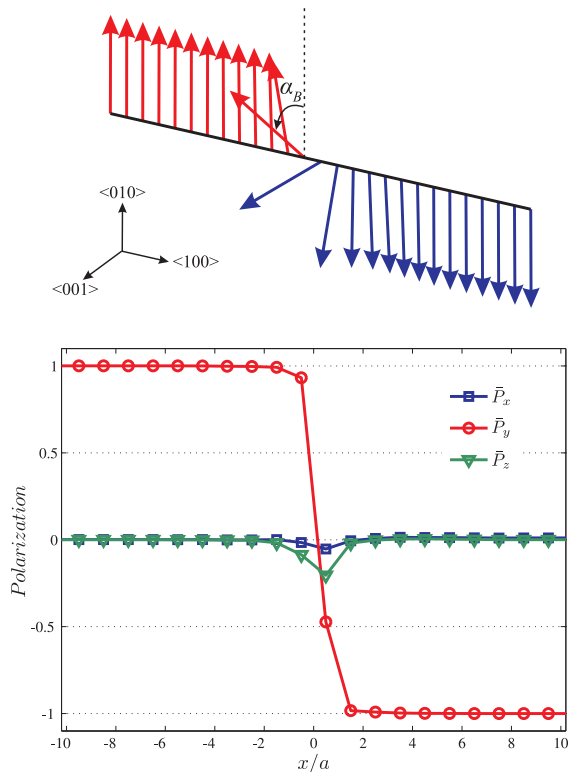 α_B
<010>
<100>
<001>
1
0.5
0
-0.5
-1
Polarization
P̄_x
P̄_y
P̄_z
-10 -8 -6 -4 -2 0 2 4 6 8 10
x/a